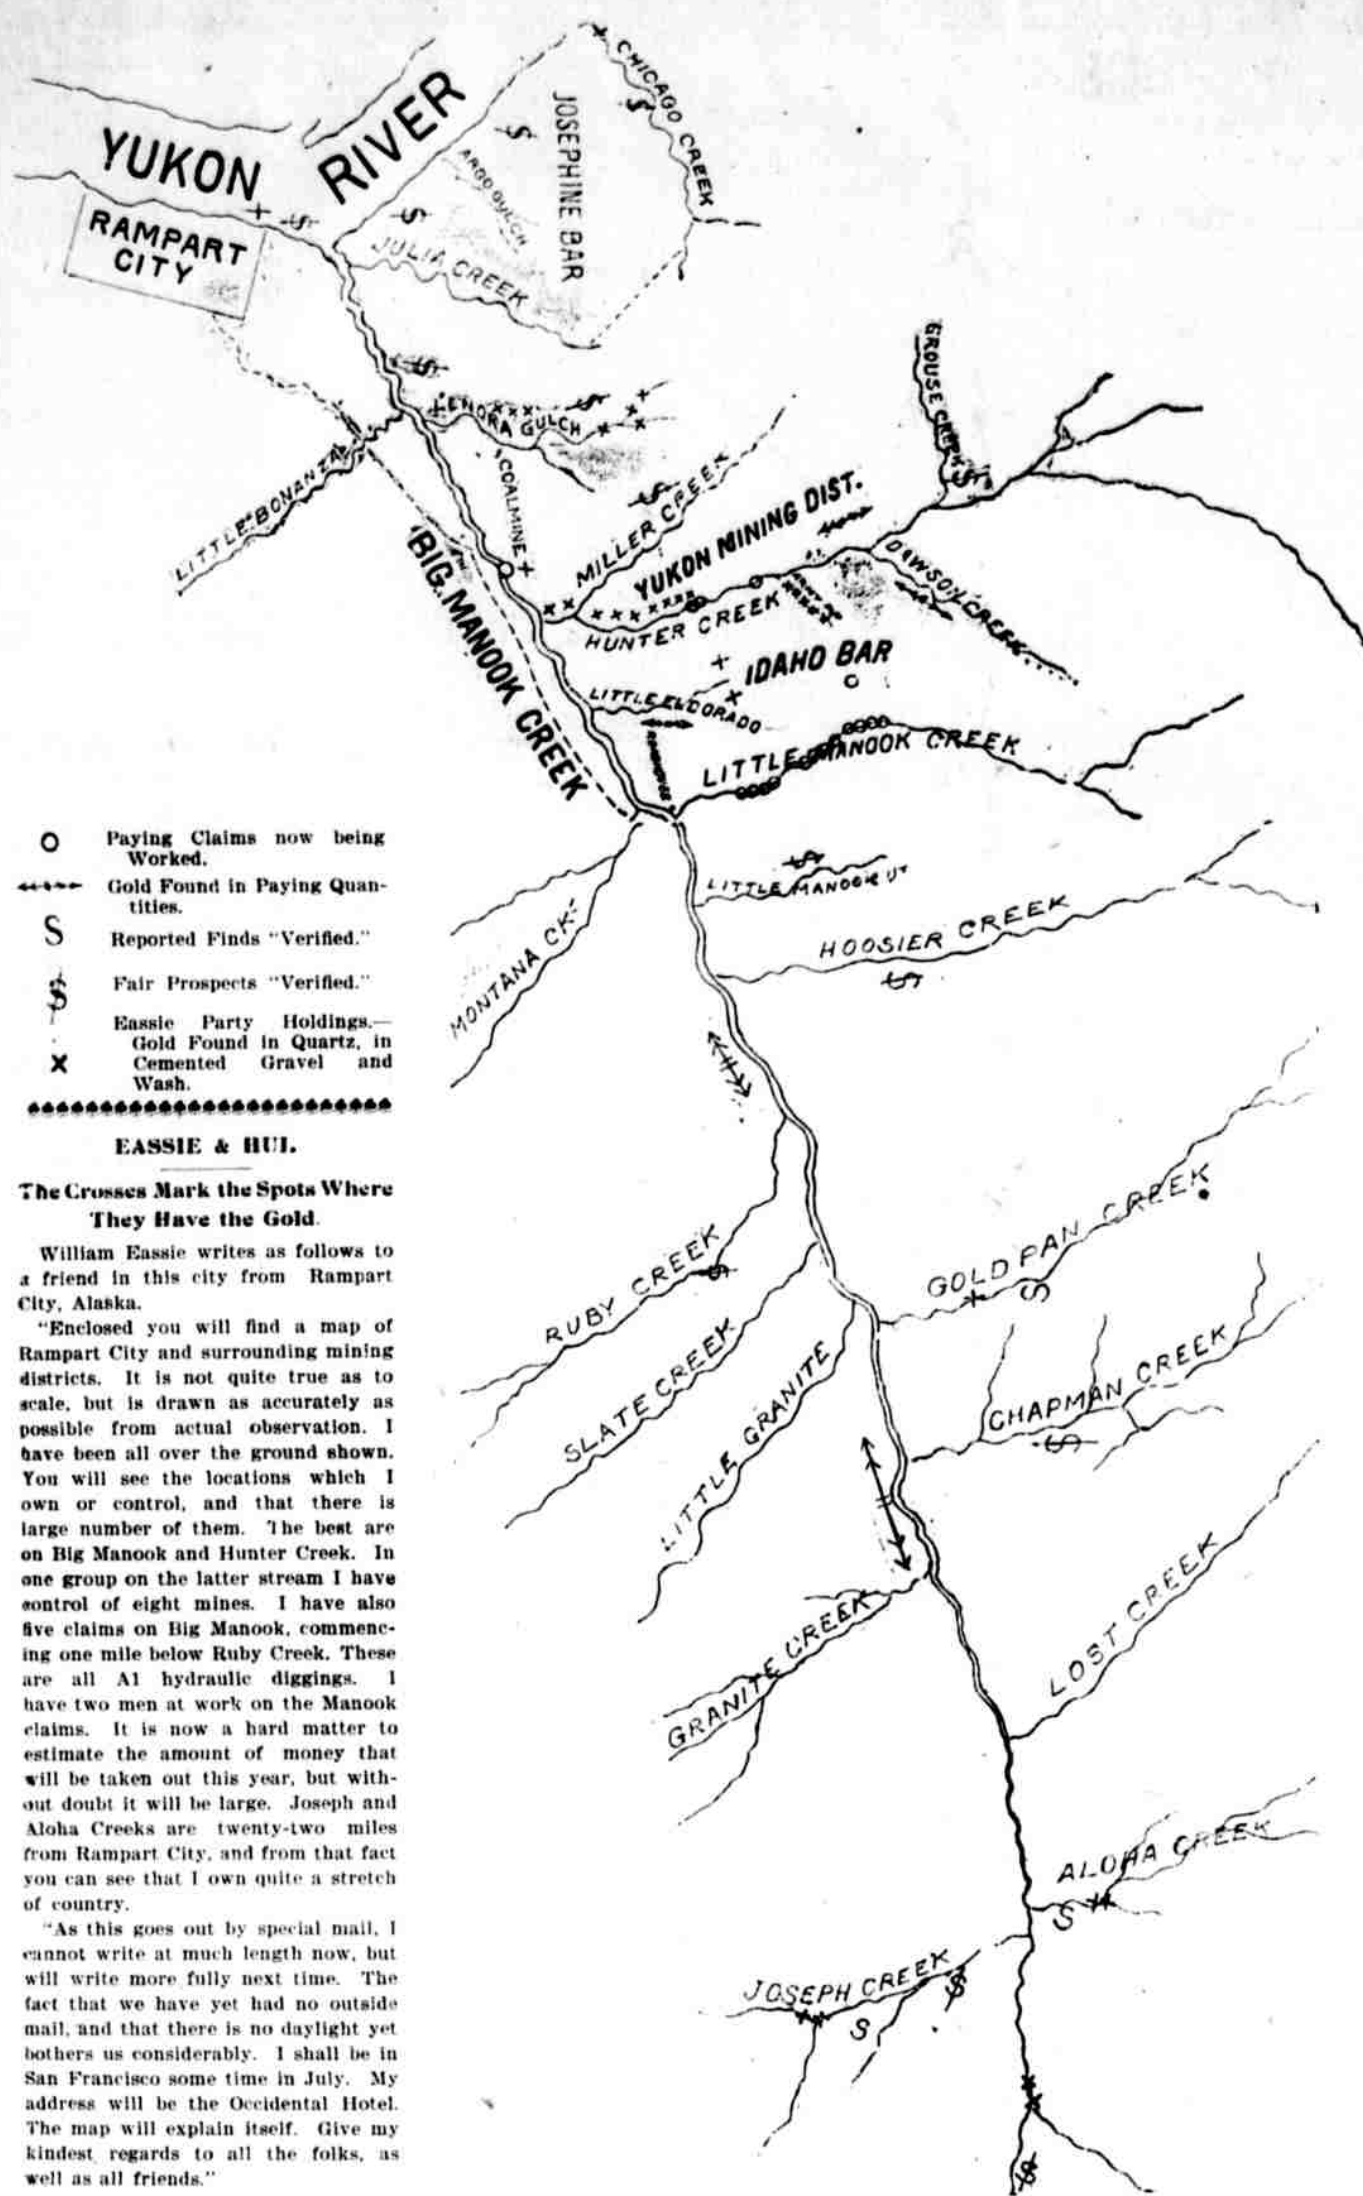 CHICAGO CREEK
JOSEPHINE BAR
YUKON RIVER
ARGO GULCH
RAMPART
CITY
JULIA CREEK
GROUSE CREEK
LENORA GULCH
LITTLE BONANZA
COALMINE
MILLER CREEK
YUKON MINING DIST.
DAWSON CREEK
HUNTER CREEK
BIG MANOOK CREEK
IDAHO BAR
LITTLE ELDORADO
LITTLE MANOOK CREEK
LITTLE MANOOK Jr
HOOSIER CREEK
MONTANA CK.
RUBY CREEK
GOLD PAN CREEK
SLATE CREEK
LITTLE GRANITE
CHAPMAN CREEK
GRANITE CREEK
LOST CREEK
ALOHA CREEK
JOSEPH CREEK
O Paying Claims now being
Worked.
Gold Found in Paying Quan-
tities.
S Reported Finds "Verified."
$ Fair Prospects "Verified."
Eassie Party Holdings.—
Gold Found in Quartz, in
X Cemented Gravel and
Wash.
EASSIE & HUI.
The Crosses Mark the Spots Where
They Have the Gold.
William Eassie writes as follows to
a friend in this city from Rampart
City, Alaska.
"Enclosed you will find a map of
Rampart City and surrounding mining
districts. It is not quite true as to
scale, but is drawn as accurately as
possible from actual observation. I
have been all over the ground shown.
You will see the locations which I
own or control, and that there is
large number of them. The best are
on Big Manook and Hunter Creek. In
one group on the latter stream I have
control of eight mines. I have also
five claims on Big Manook, commenc-
ing one mile below Ruby Creek. These
are all A1 hydraulic diggings. I
have two men at work on the Manook
claims. It is now a hard matter to
estimate the amount of money that
will be taken out this year, but with-
out doubt it will be large. Joseph and
Aloha Creeks are twenty-two miles
from Rampart City, and from that fact
you can see that I own quite a stretch
of country.
"As this goes out by special mail, I
cannot write at much length now, but
will write more fully next time. The
fact that we have yet had no outside
mail, and that there is no daylight yet
bothers us considerably. I shall be in
San Francisco some time in July. My
address will be the Occidental Hotel.
The map will explain itself. Give my
kindest regards to all the folks, as
well as all friends."